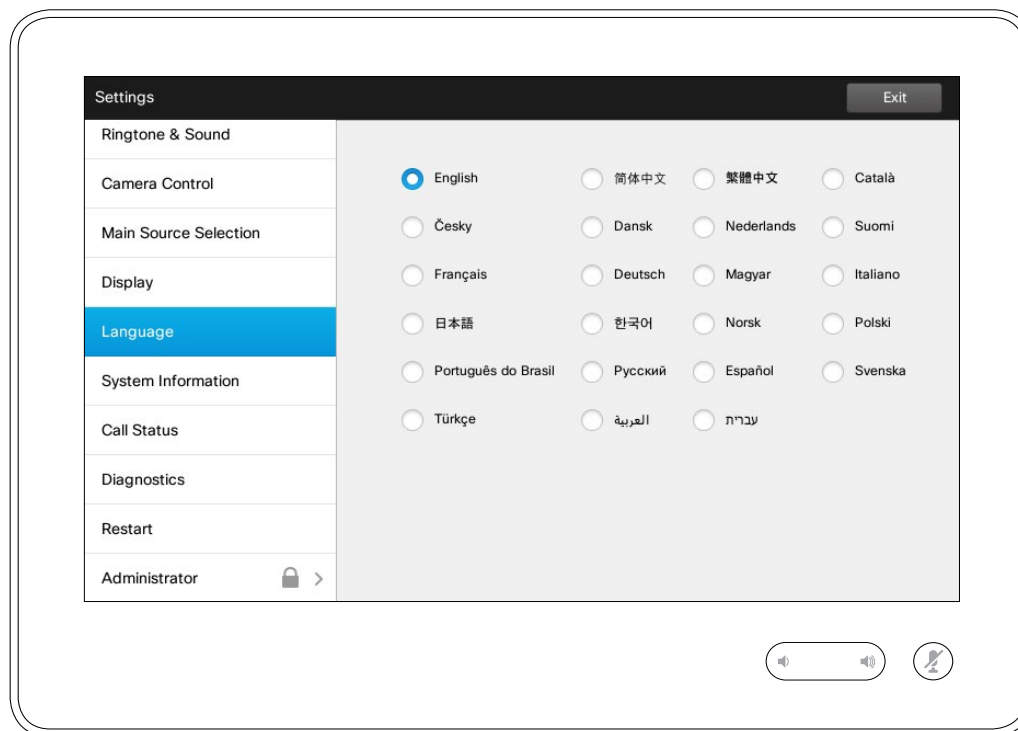 Settings
Exit
Ringtone & Sound
Camera Control
Main Source Selection
Display
Language
System Information
Call Status
Diagnostics
Restart
Administrator
English 简体中文 繁體中文 Català
Česky Dansk Nederlands Suomi
Français Deutsch Magyar Italiano
日本語 한국어 Norsk Polski
Português do Brasil Русский Español Svenska
Türkçe العربية עברית